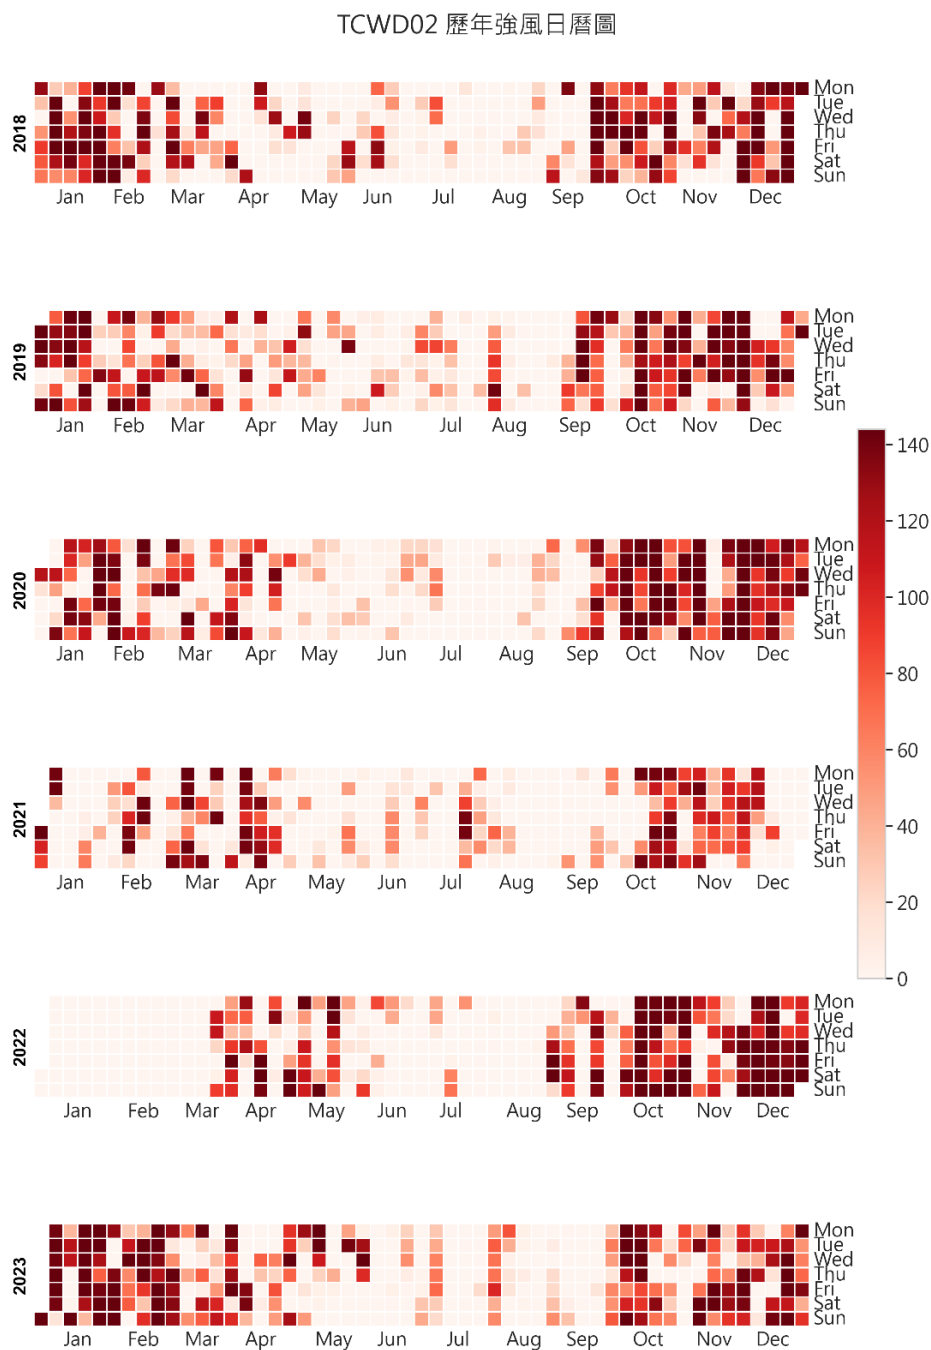 TCWD02 歷年強風日曆圖
2018
Mon
Tue
Wed
Thu
Fri
Sat
Sun
Jan Feb Mar Apr May Jun Jul Aug Sep Oct Nov Dec
2019
Mon
Tue
Wed
Thu
Fri
Sat
Sun
Jan Feb Mar Apr May Jun Jul Aug Sep Oct Nov Dec
140
120
100
80
60
40
20
0
2020
Mon
Tue
Wed
Thu
Fri
Sat
Sun
Jan Feb Mar Apr May Jun Jul Aug Sep Oct Nov Dec
2021
Mon
Tue
Wed
Thu
Fri
Sat
Sun
Jan Feb Mar Apr May Jun Jul Aug Sep Oct Nov Dec
2022
Mon
Tue
Wed
Thu
Fri
Sat
Sun
Jan Feb Mar Apr May Jun Jul Aug Sep Oct Nov Dec
2023
Mon
Tue
Wed
Thu
Fri
Sat
Sun
Jan Feb Mar Apr May Jun Jul Aug Sep Oct Nov Dec